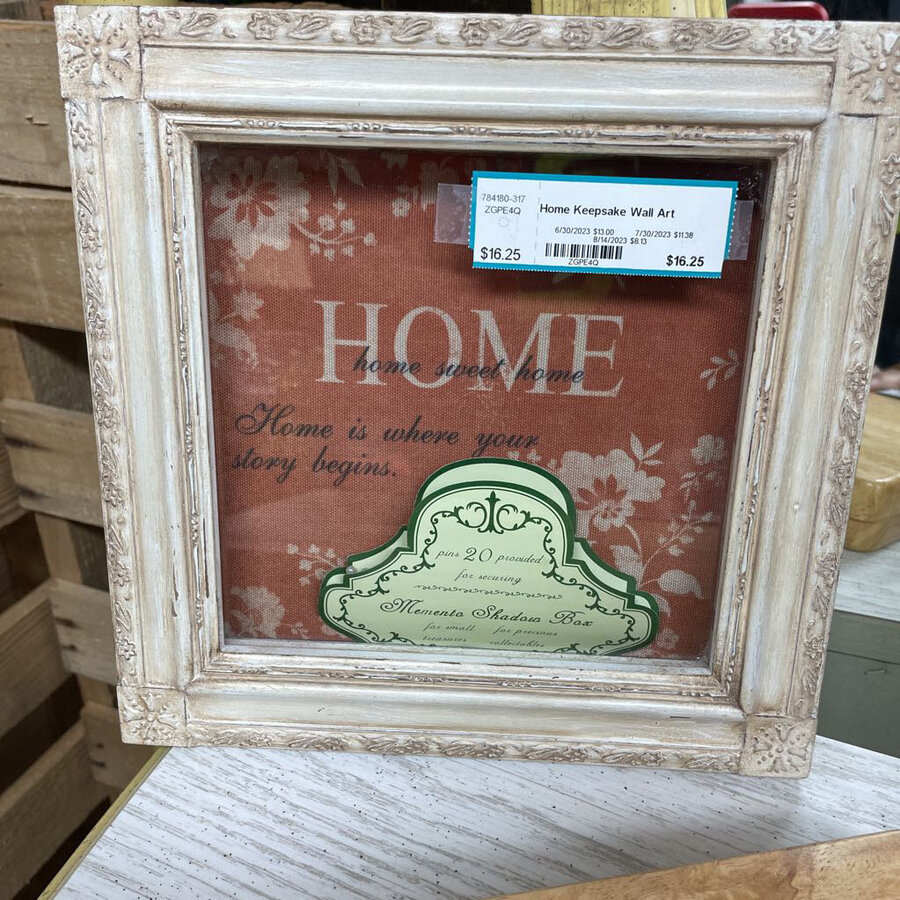 784180-317
ZGPE4Q
Home Keepsake Wall Art
6/30/2023 $13.00 7/30/2023 $11.38
8/14/2023 $8.13
$16.25
ZGPE4Q
$16.25
HOME
home sweet home
Home is where your
story begins.
pins 20 provided
for securing
Memento Shadow Box
for small for precious
treasures collectables